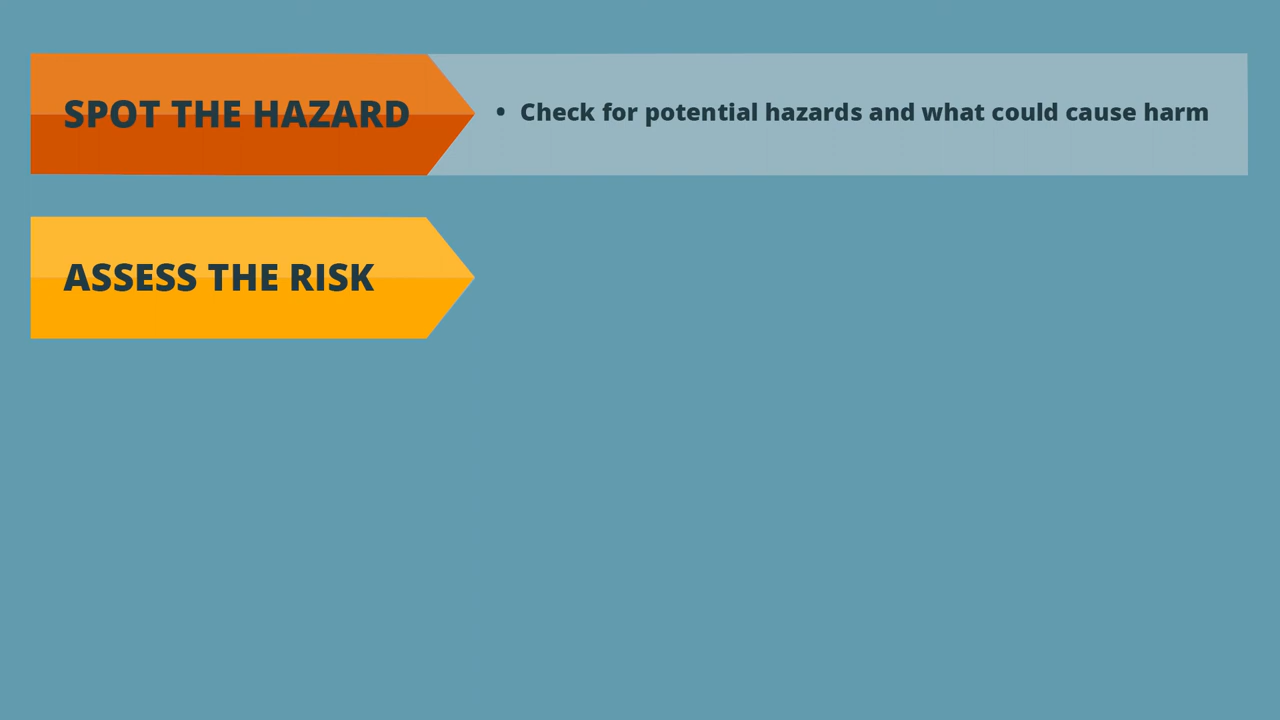 SPOT THE HAZARD
• Check for potential hazards and what could cause harm
ASSESS THE RISK